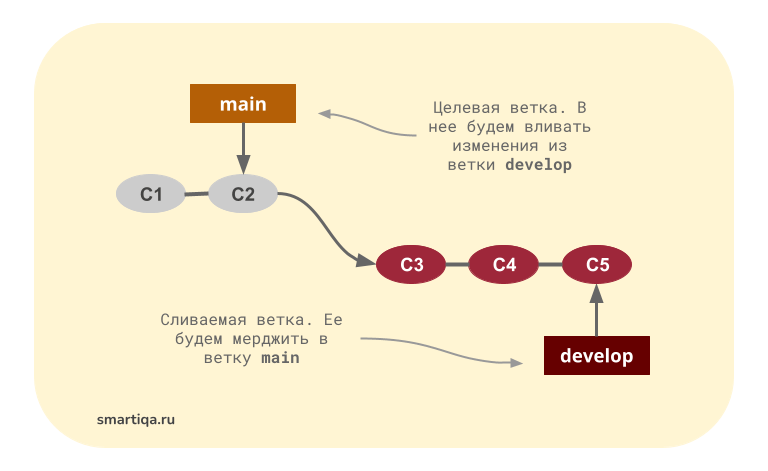 main
Целевая ветка. В
нее будем вливать
изменения из
ветки develop
C1
C2
C3
C4
C5
Сливаемая ветка. Ее
будем мерджить в
ветку main
develop
smartiqa.ru